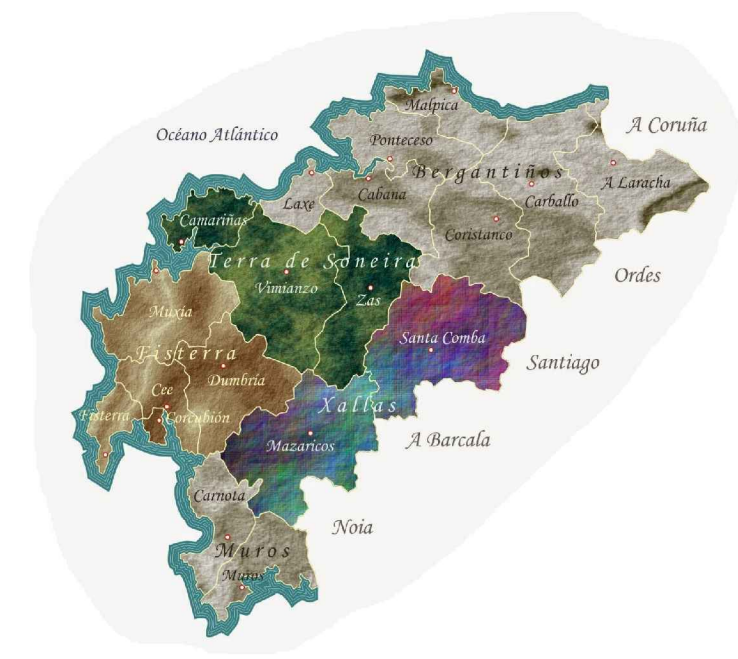 Malpica
A Coruña
Océano Atlántico
Ponteceso
Bergantiños
A Laracha
Cabana
Carballo
Laxe
Camariñas
Coristanco
Terra de Soneira
Ordes
Vimianzo
Zas
Muxia
Santa Comba
Fisterra
Santiago
Dumbría
Cee
Xallas
Fisterra
Corcubión
A Barcala
Mazaricos
Carnota
Noia
Muros
Muros